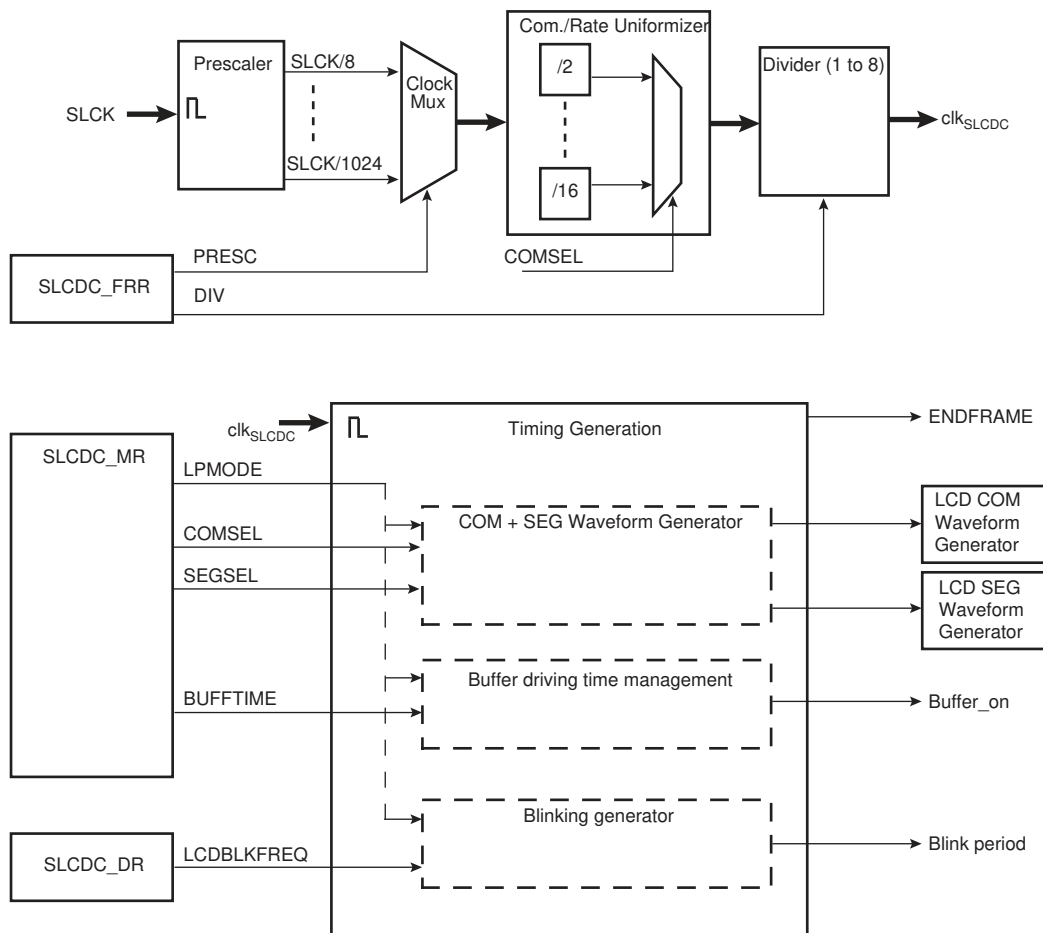 Com./Rate Uniformizer
Prescaler
SLCK/8
Clock
Mux
/2
Divider (1 to 8)
SLCK
clkSLCDC
SLCK/1024
/16
PRESC
COMSEL
SLCDC_FRR
DIV
clkSLCDC
Timing Generation
ENDFRAME
SLCDC_MR
LPMODE
COM + SEG Waveform Generator
LCD COM
Waveform
Generator
COMSEL
SEGSEL
LCD SEG
Waveform
Generator
Buffer driving time management
BUFFTIME
Buffer_on
Blinking generator
SLCDC_DR
LCDBLKFREQ
Blink period